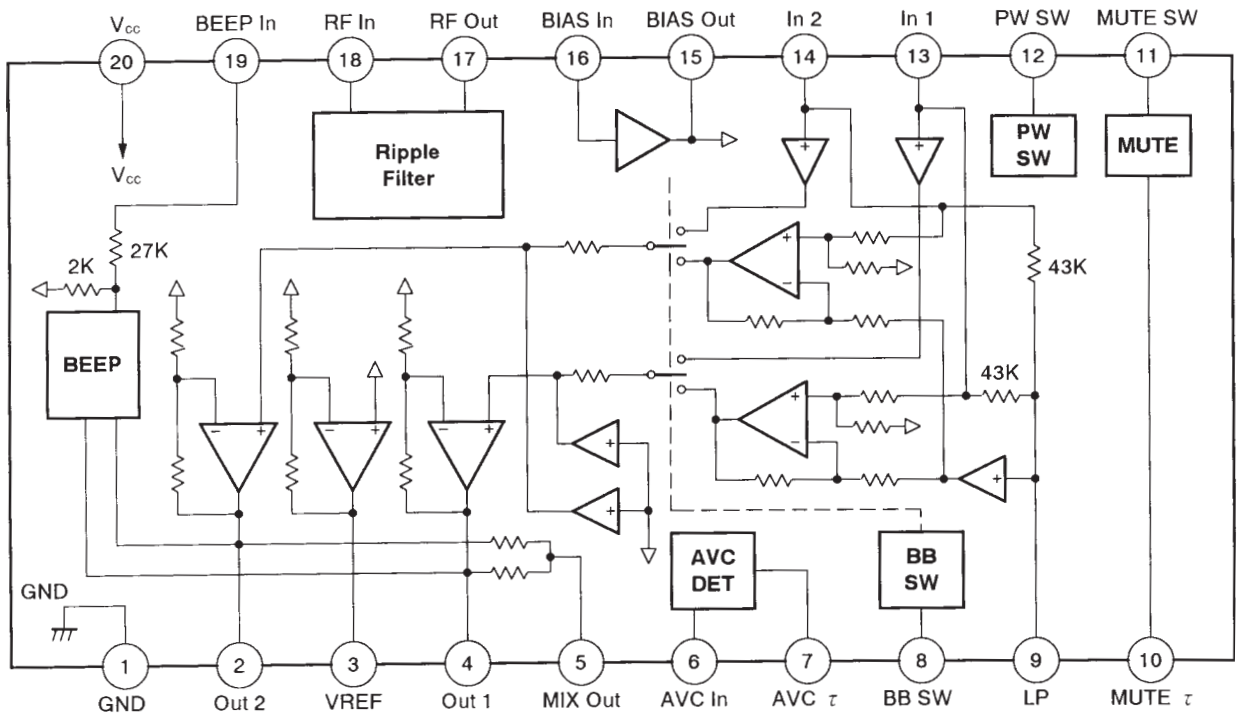 Vcc BEEP In RF In RF Out BIAS In BIAS Out In 2 In 1 PW SW MUTE SW
20 19 18 17 16 15 14 13 12 11
Vcc
Ripple
Filter
+ +
PW
SW
MUTE
27K
2K
+
−
43K
BEEP
43K
− + − + − +
+
−
+
+
+
AVC
DET
BB
SW
GND
1 2 3 4 5 6 7 8 9 10
GND Out 2 VREF Out 1 MIX Out AVC In AVC τ BB SW LP MUTE τ